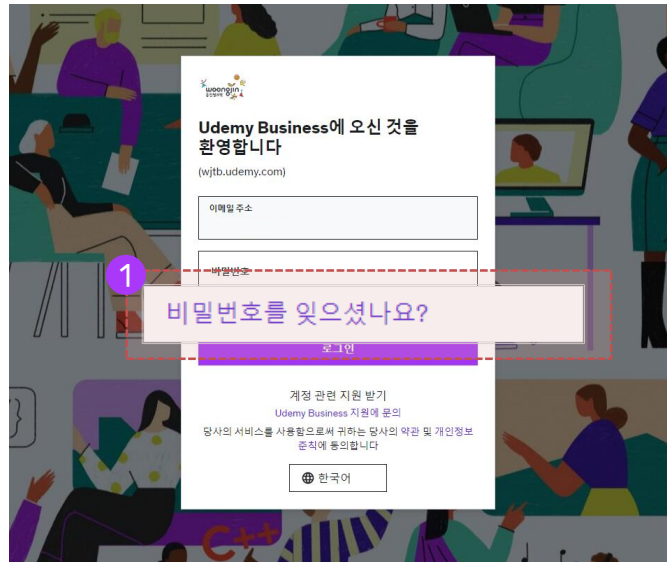 woongjin
Udemy Business에 오신 것을
환영합니다
(wjtb.udemy.com)
이메일 주소
비밀번호
1
비밀번호를 잊으셨나요?
로그인
계정 관련 지원 받기
Udemy Business 지원에 문의
당사의 서비스를 사용함으로써 귀하는 당사의 약관 및 개인정보
준칙에 동의합니다
한국어
C++